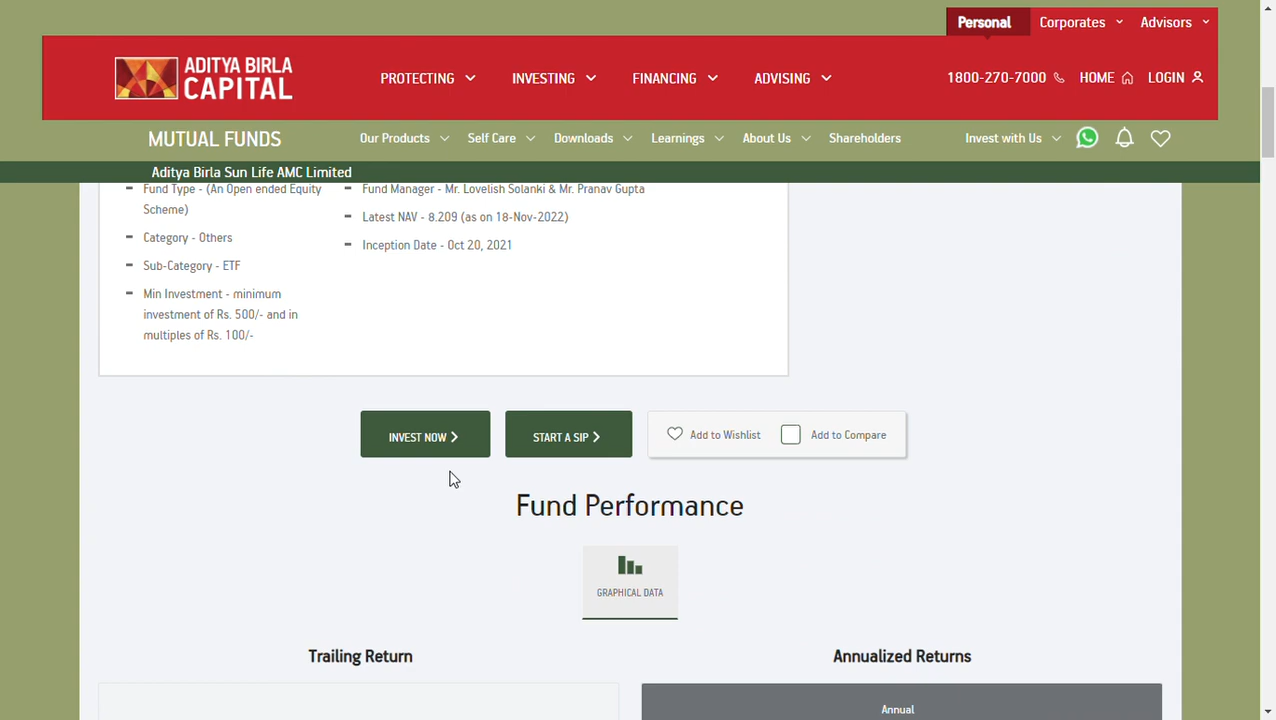 Personal Corporates Advisors
ADITYA BIRLA
CAPITAL
PROTECTING INVESTING FINANCING ADVISING 1800-270-7000 HOME LOGIN
MUTUAL FUNDS Our Products Self Care Downloads Learnings About Us Shareholders Invest with Us
Aditya Birla Sun Life AMC Limited
Fund Type - (An Open ended Equity
Scheme)
Category - Others
Sub-Category - ETF
Min Investment - minimum
investment of Rs. 500/- and in
multiples of Rs. 100/-
Fund Manager - Mr. Lovelish Solanki & Mr. Pranav Gupta
Latest NAV - 8.209 (as on 18-Nov-2022)
Inception Date - Oct 20, 2021
INVEST NOW START A SIP Add to Wishlist Add to Compare
Fund Performance
GRAPHICAL DATA
Trailing Return Annualized Returns
Annual